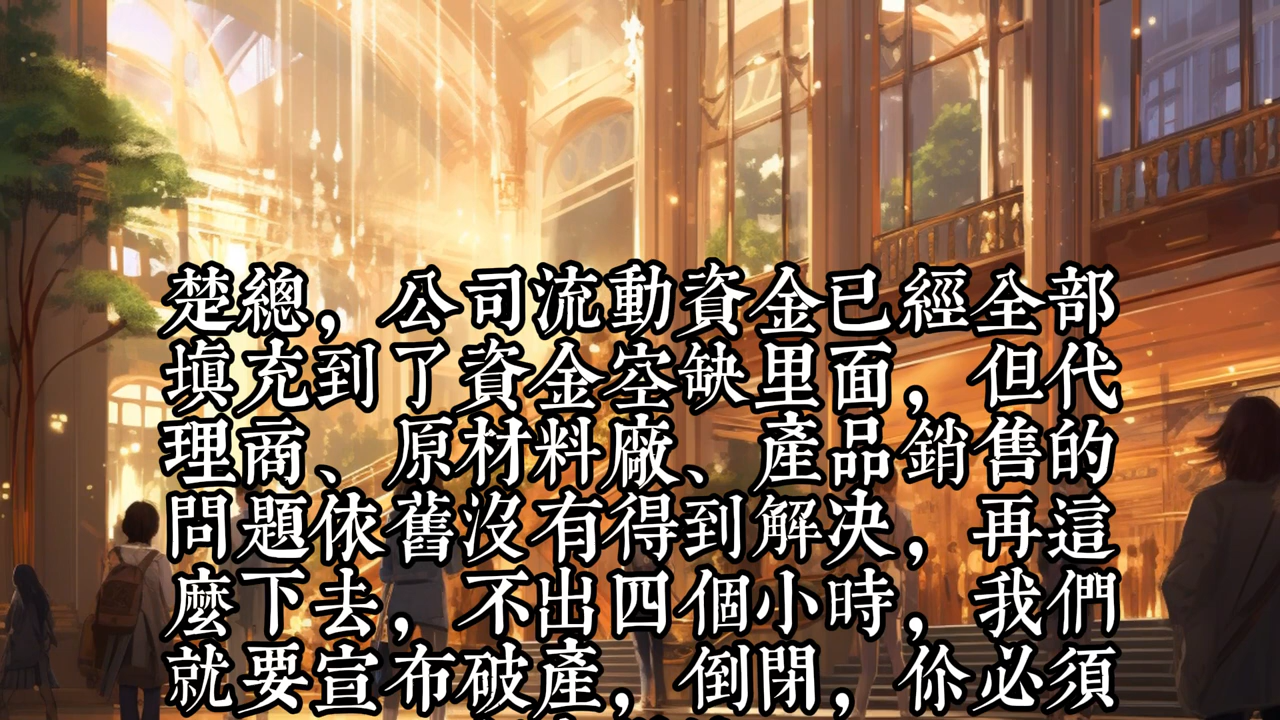 楚總，公司流動資金已經全部
填充到了資金空缺里面，但代
理商、原材料廠、產品銷售的
問題依舊沒有得到解决，再這
麼下去，不出四個小時，我們
就要宣布破產，倒閉，你必須